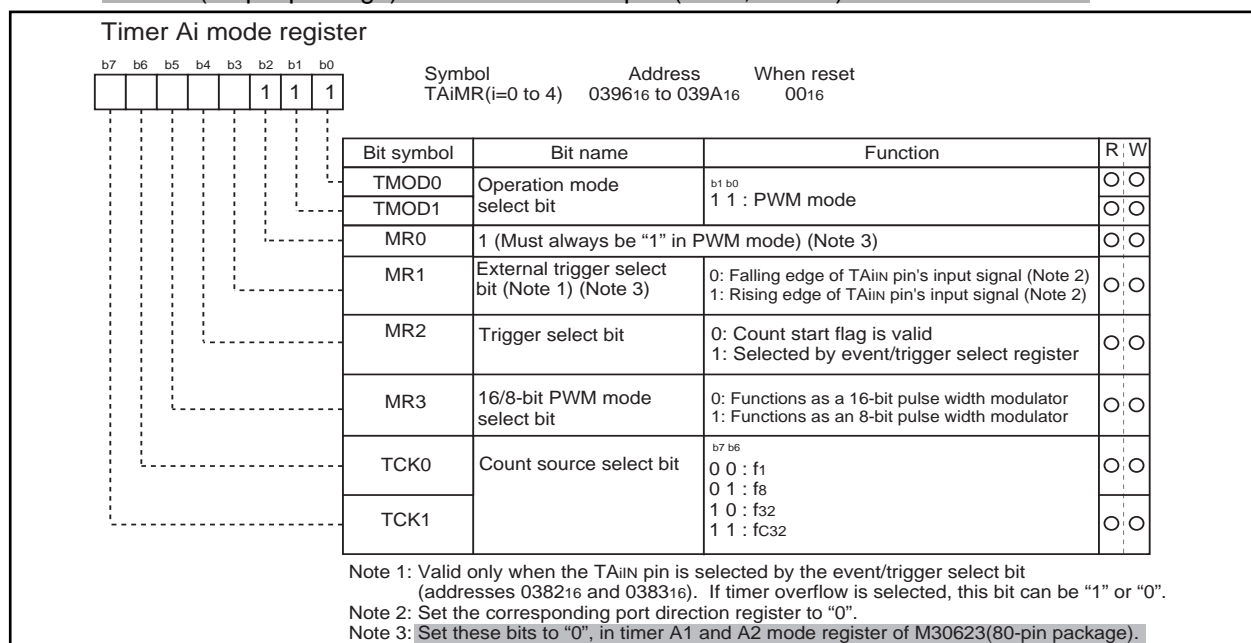 Timer Ai mode register
b7 b6 b5 b4 b3 b2 b1 b0
1 1 1
Symbol Address When reset
TAiMR(i=0 to 4) 039616 to 039A16 0016
Bit symbol Bit name Function R W
TMOD0 Operation mode select bit b1 b0
TMOD1 1 1 : PWM mode
MR0 1 (Must always be “1” in PWM mode) (Note 3)
MR1 External trigger select 0: Falling edge of TAiIN pin's input signal (Note 2)
bit (Note 1) (Note 3) 1: Rising edge of TAiIN pin's input signal (Note 2)
MR2 Trigger select bit 0: Count start flag is valid
1: Selected by event/trigger select register
MR3 16/8-bit PWM mode 0: Functions as a 16-bit pulse width modulator
select bit 1: Functions as an 8-bit pulse width modulator
b7 b6
TCK0 Count source select bit 0 0 : f1
0 1 : f8
TCK1 1 0 : f32
1 1 : fC32
Note 1: Valid only when the TAiIN pin is selected by the event/trigger select bit
(addresses 038216 and 038316). If timer overflow is selected, this bit can be “1” or “0”.
Note 2: Set the corresponding port direction register to “0”.
Note 3: Set these bits to “0”, in timer A1 and A2 mode register of M30623(80-pin package).